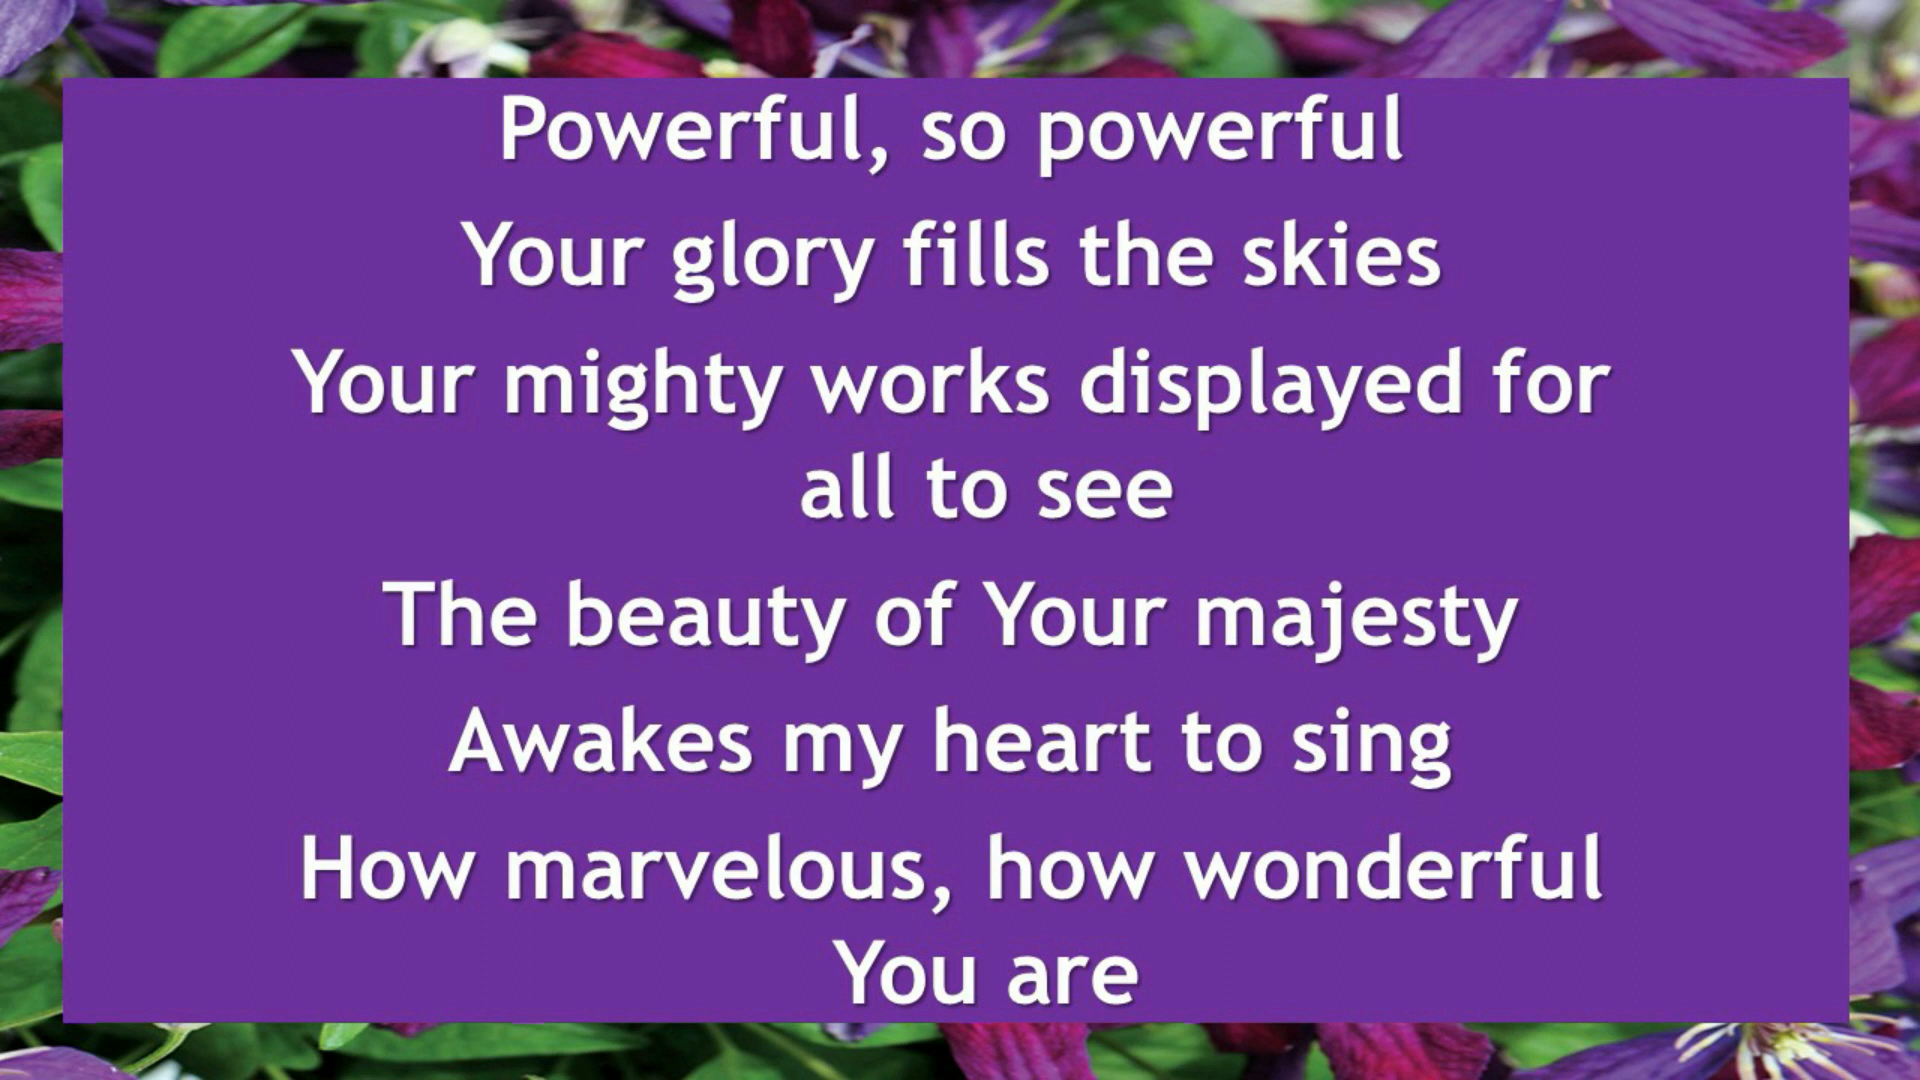 Powerful, so powerful
Your glory fills the skies
Your mighty works displayed for
all to see
The beauty of Your majesty
Awakes my heart to sing
How marvelous, how wonderful
You are